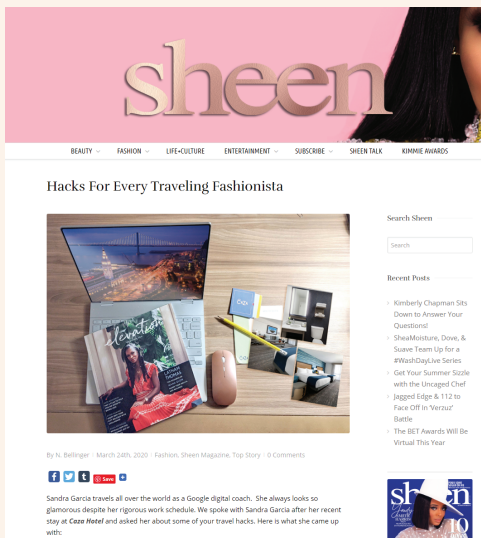 sheen
BEAUTY FASHION LIFE+CULTURE ENTERTAINMENT SUBSCRIBE SHEEN TALK KIMMIE AWARDS
Hacks For Every Traveling Fashionista
elevation
By N. Bellinger | March 24th, 2020 | Fashion, Sheen Magazine, Top Story | 0 Comments
Save
Sandra Garcia travels all over the world as a Google digital coach. She always looks so
glamorous despite her rigorous work schedule. We spoke with Sandra Garcia after her recent
stay at Caza Hotel and asked her about some of your travel hacks. Here is what she came up
with:
Search Sheen
Search
Recent Posts
Kimberly Chapman Sits
Down to Answer Your
Questions!
SheaMoisture, Dove, &
Suave Team Up for a
#WashDayLive Series
Get Your Summer Sizzle
with the Uncaged Chef
Jagged Edge & 112 to
Face Off in 'Verzuz'
Battle
The BET Awards Will Be
Virtual This Year
sheen
10